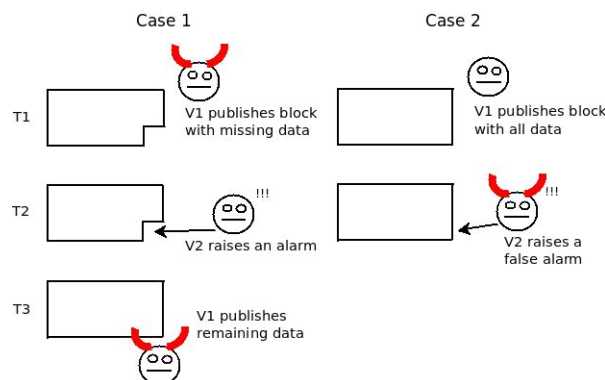 Case 1
Case 2
T1
V1 publishes block
with missing data
V1 publishes block
with all data
T2
!!!
V2 raises an alarm
!!!
V2 raises a
false alarm
T3
V1 publishes
remaining data